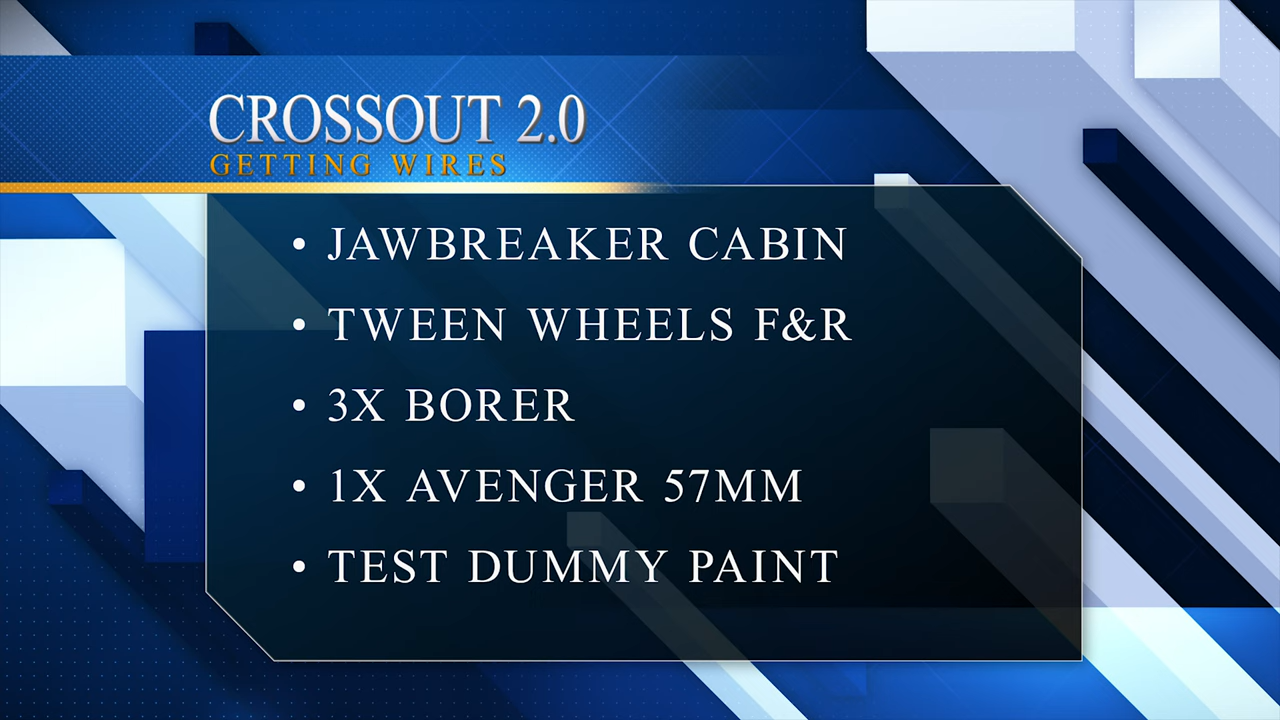 CROSSOUT 2.0
GETTING WIRES
• JAWBREAKER CABIN
• TWEEN WHEELS F&R
• 3X BORER
• 1X AVENGER 57MM
• TEST DUMMY PAINT